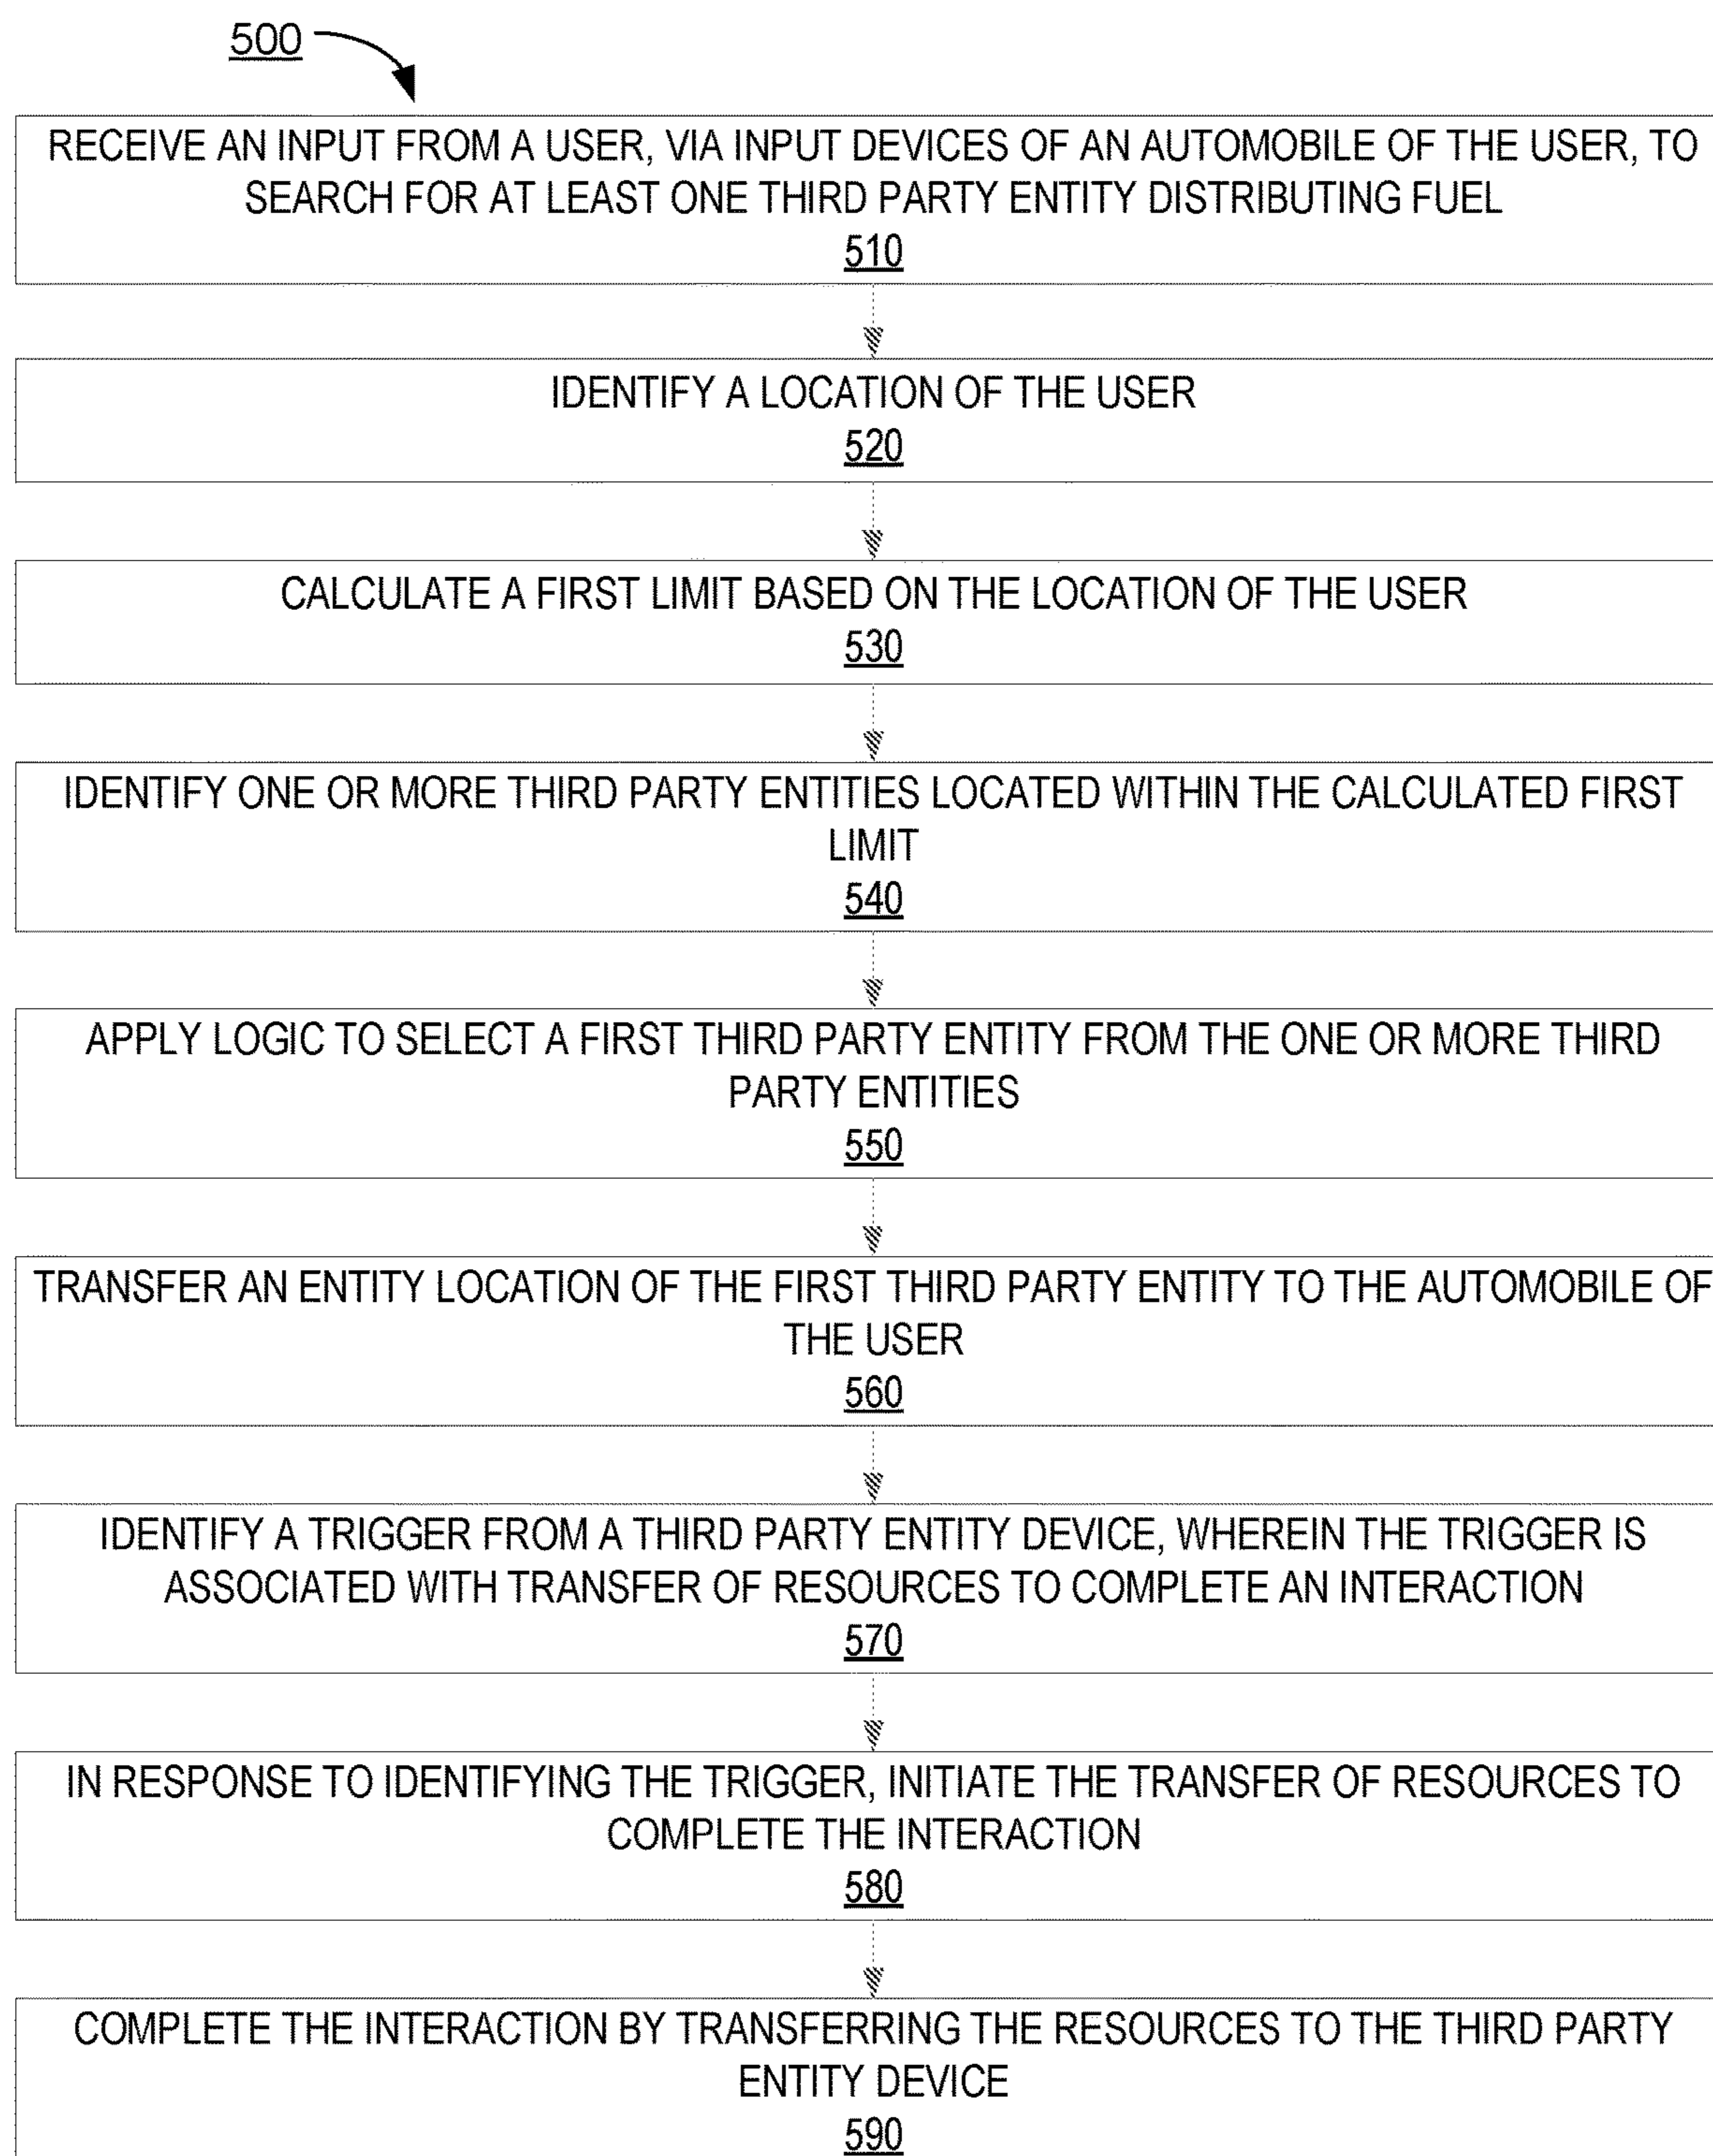 500
RECEIVE AN INPUT FROM A USER, VIA INPUT DEVICES OF AN AUTOMOBILE OF THE USER, TO
SEARCH FOR AT LEAST ONE THIRD PARTY ENTITY DISTRIBUTING FUEL
510
IDENTIFY A LOCATION OF THE USER
520
CALCULATE A FIRST LIMIT BASED ON THE LOCATION OF THE USER
530
IDENTIFY ONE OR MORE THIRD PARTY ENTITIES LOCATED WITHIN THE CALCULATED FIRST
LIMIT
540
APPLY LOGIC TO SELECT A FIRST THIRD PARTY ENTITY FROM THE ONE OR MORE THIRD
PARTY ENTITIES
550
TRANSFER AN ENTITY LOCATION OF THE FIRST THIRD PARTY ENTITY TO THE AUTOMOBILE OF
THE USER
560
IDENTIFY A TRIGGER FROM A THIRD PARTY ENTITY DEVICE, WHEREIN THE TRIGGER IS
ASSOCIATED WITH TRANSFER OF RESOURCES TO COMPLETE AN INTERACTION
570
IN RESPONSE TO IDENTIFYING THE TRIGGER, INITIATE THE TRANSFER OF RESOURCES TO
COMPLETE THE INTERACTION
580
COMPLETE THE INTERACTION BY TRANSFERRING THE RESOURCES TO THE THIRD PARTY
ENTITY DEVICE
590